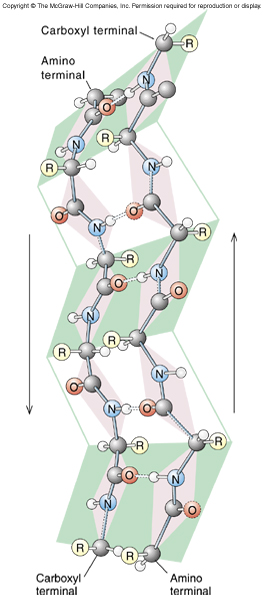 Copyright © The McGraw-Hill Companies, Inc. Permission required for reproduction or display.
Carboxyl terminal
R
Amino
terminal
N
O
R
N
N
R
O
O
N
R
R
O
N
N
O
R
R
N
O
N
O
R
R
O
N
N
O
R
R
Carboxyl
terminal
Amino
terminal